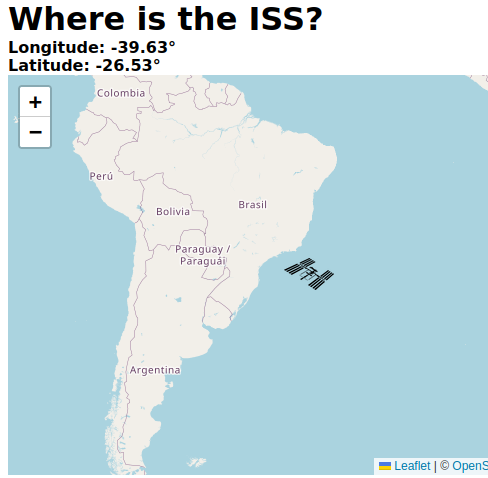 Where is the ISS?
Longitude: -39.63°
Latitude: -26.53°
+
−
Colombia
Perú
Brasil
Bolivia
Paraguay /
Paraguái
Argentina
Leaflet | © OpenS